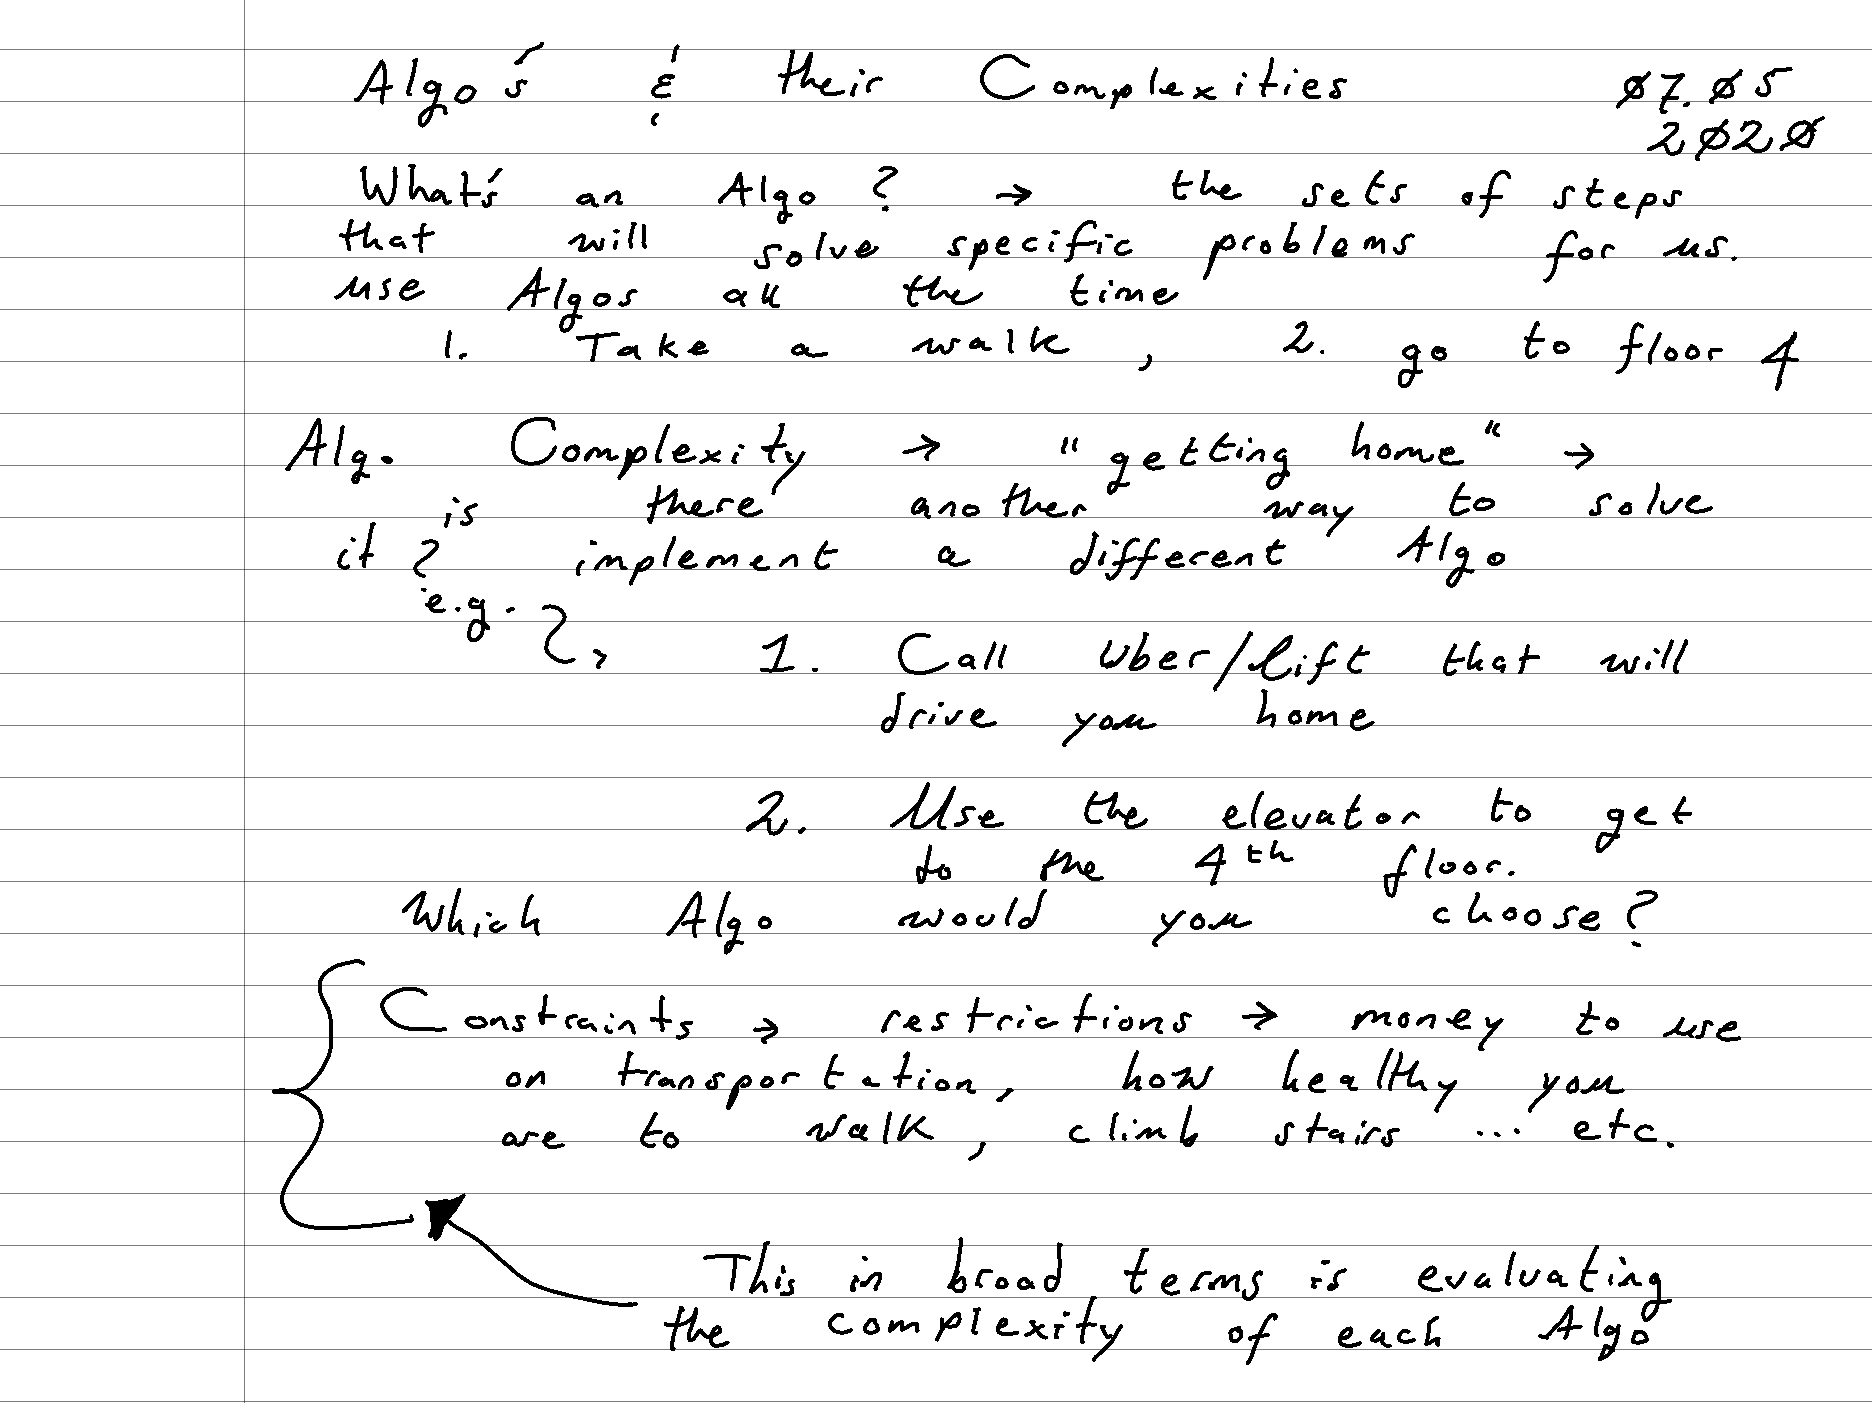 Algo's & their Complexities 07.05
2020
What's an Algo? → the sets of steps
that will solve specific problems for us.
use Algos all the time
1. Take a walk, 2. go to floor 4
Alg. Complexity → "getting home" →
is there another way to solve
it? implement a different Algo
e.g.
1. Call Uber/lift that will
drive you home
2. Use the elevator to get
to the 4th floor.
Which Algo would you choose?
Constraints → restrictions → money to use
on transportation, how healthy you
are to walk, climb stairs ... etc.
This in broad terms is evaluating
the complexity of each Algo